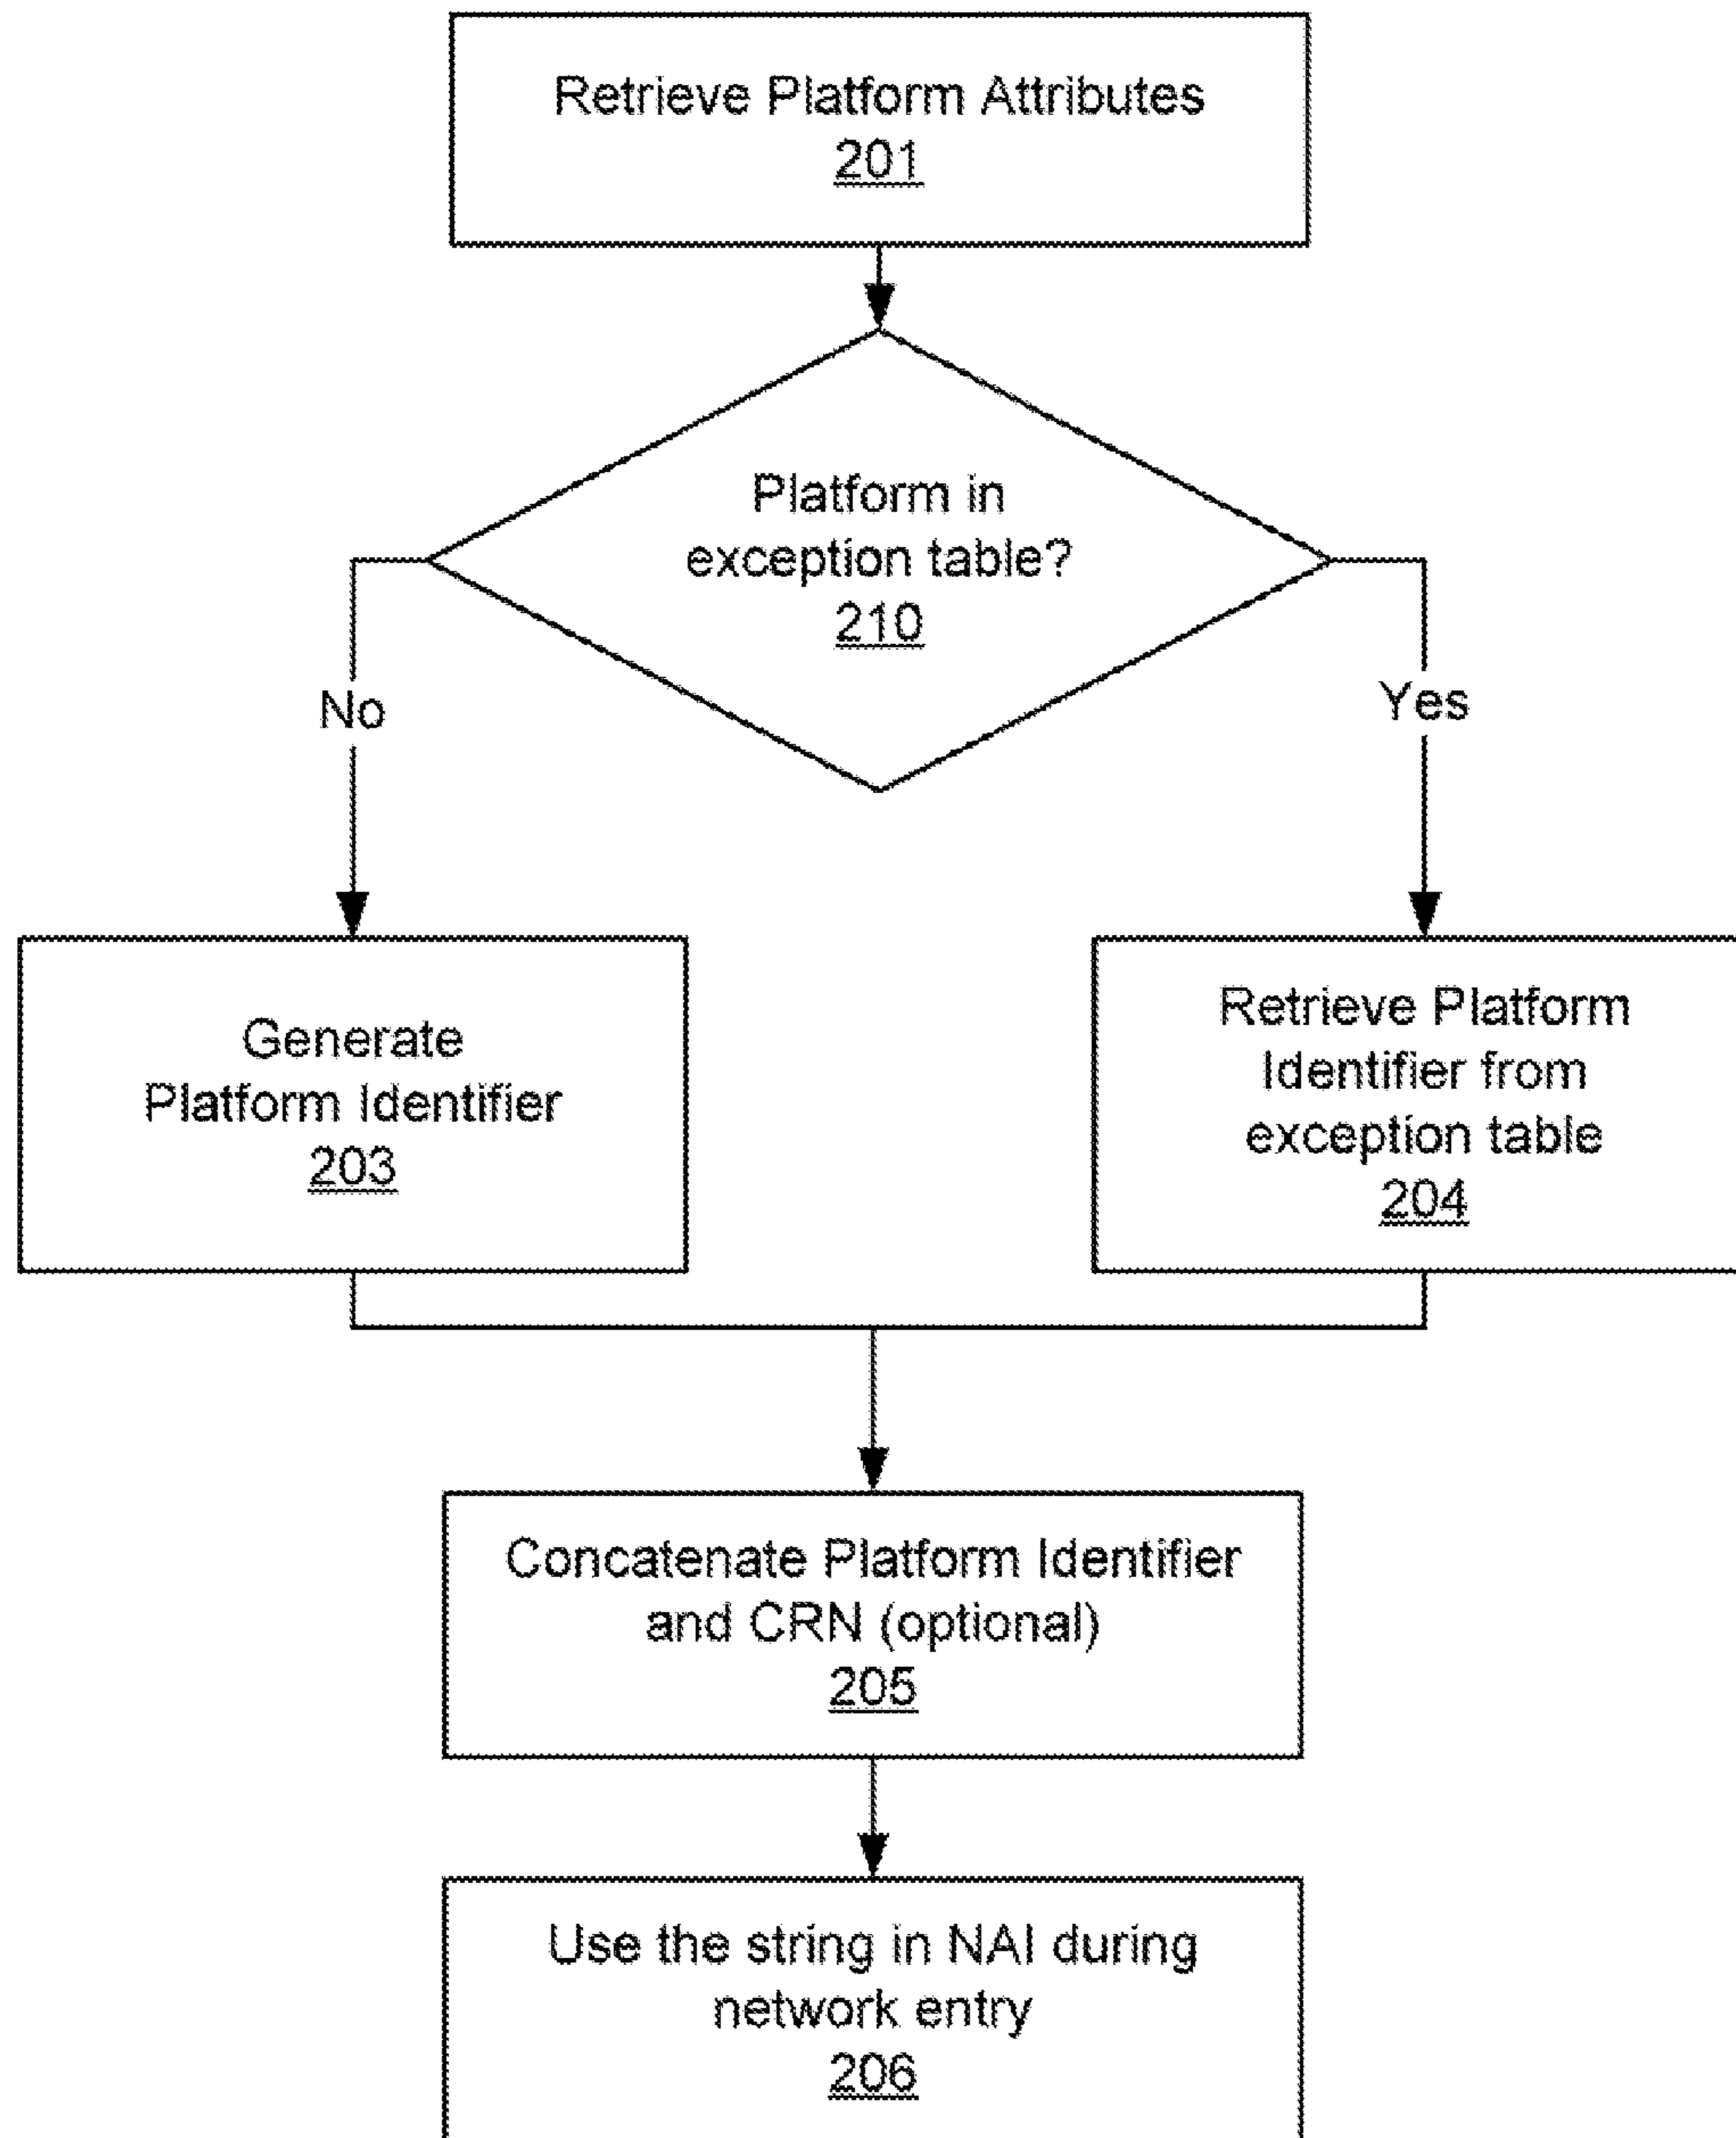 Retrieve Platform Attributes
201
Platform in
exception table?
210
No
Yes
Generate
Platform Identifier
203
Retrieve Platform
Identifier from
exception table
204
Concatenate Platform Identifier
and CRN (optional)
205
Use the string in NAI during
network entry
206